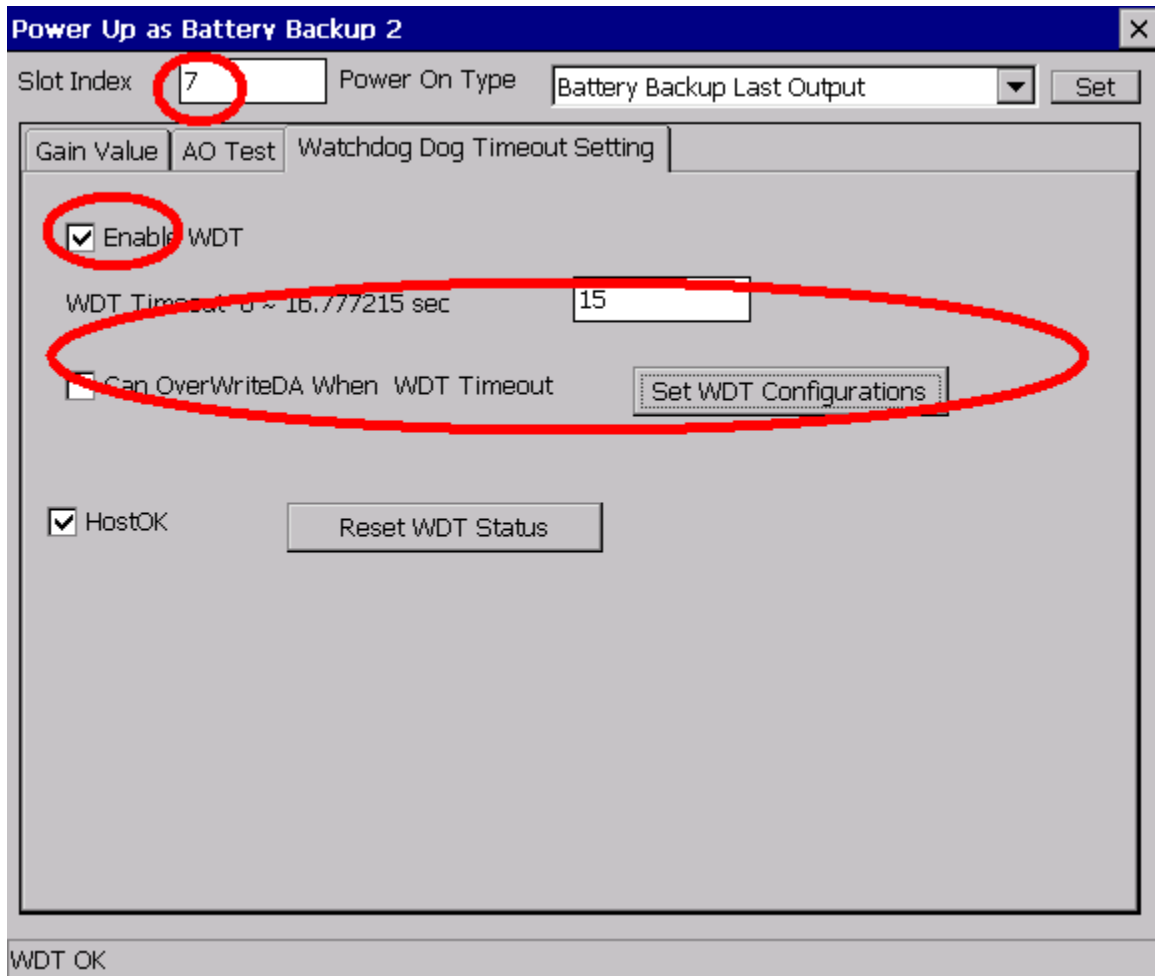 Power Up as Battery Backup 2
Slot Index 7 Power On Type Battery Backup Last Output Set
Gain Value AO Test Watchdog Dog Timeout Setting
Enable WDT
WDT Timeout 0 ~ 16.777215 sec 15
Can OverWriteDA When WDT Timeout Set WDT Configurations
HostOK Reset WDT Status
WDT OK